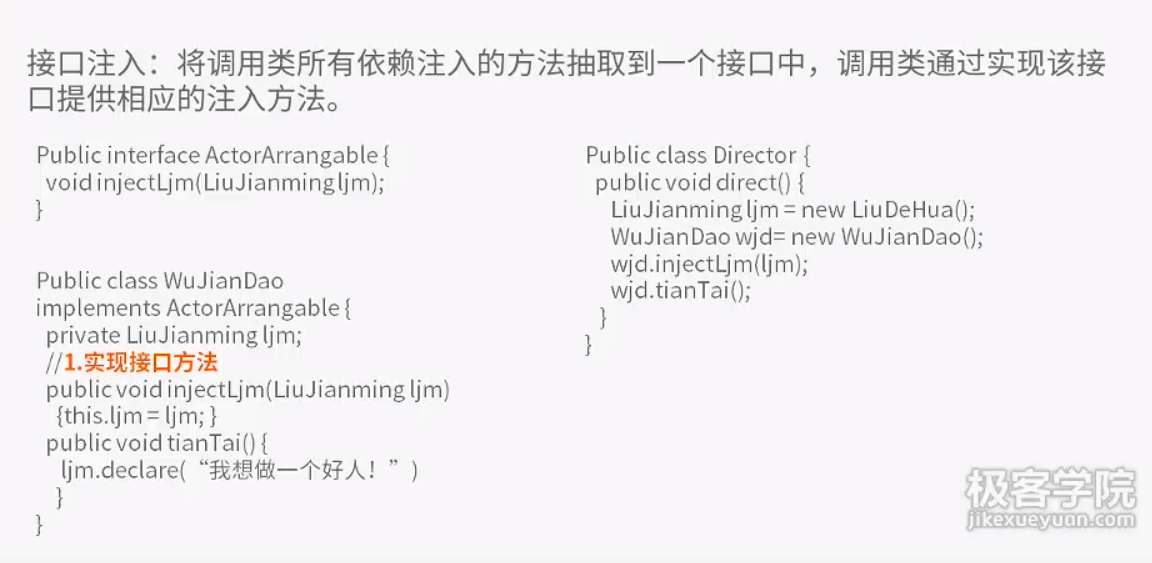 接口注入：将调用类所有依赖注入的方法抽取到一个接口中，调用类通过实现该接
口提供相应的注入方法。
Public interface ActorArrangable {
void injectLjm(LiuJianming ljm);
}
Public class WuJianDao
implements ActorArrangable {
private LiuJianming ljm;
//1.实现接口方法
public void injectLjm(LiuJianming ljm)
{this.ljm = ljm; }
public void tianTai() {
ljm.declare(“我想做一个好人！”)
}
}
Public class Director {
public void direct() {
LiuJianming ljm = new LiuDeHua();
WuJianDao wjd= new WuJianDao();
wjd.injectLjm(ljm);
wjd.tianTai();
}
}
极客学院
jikexueyuan.com